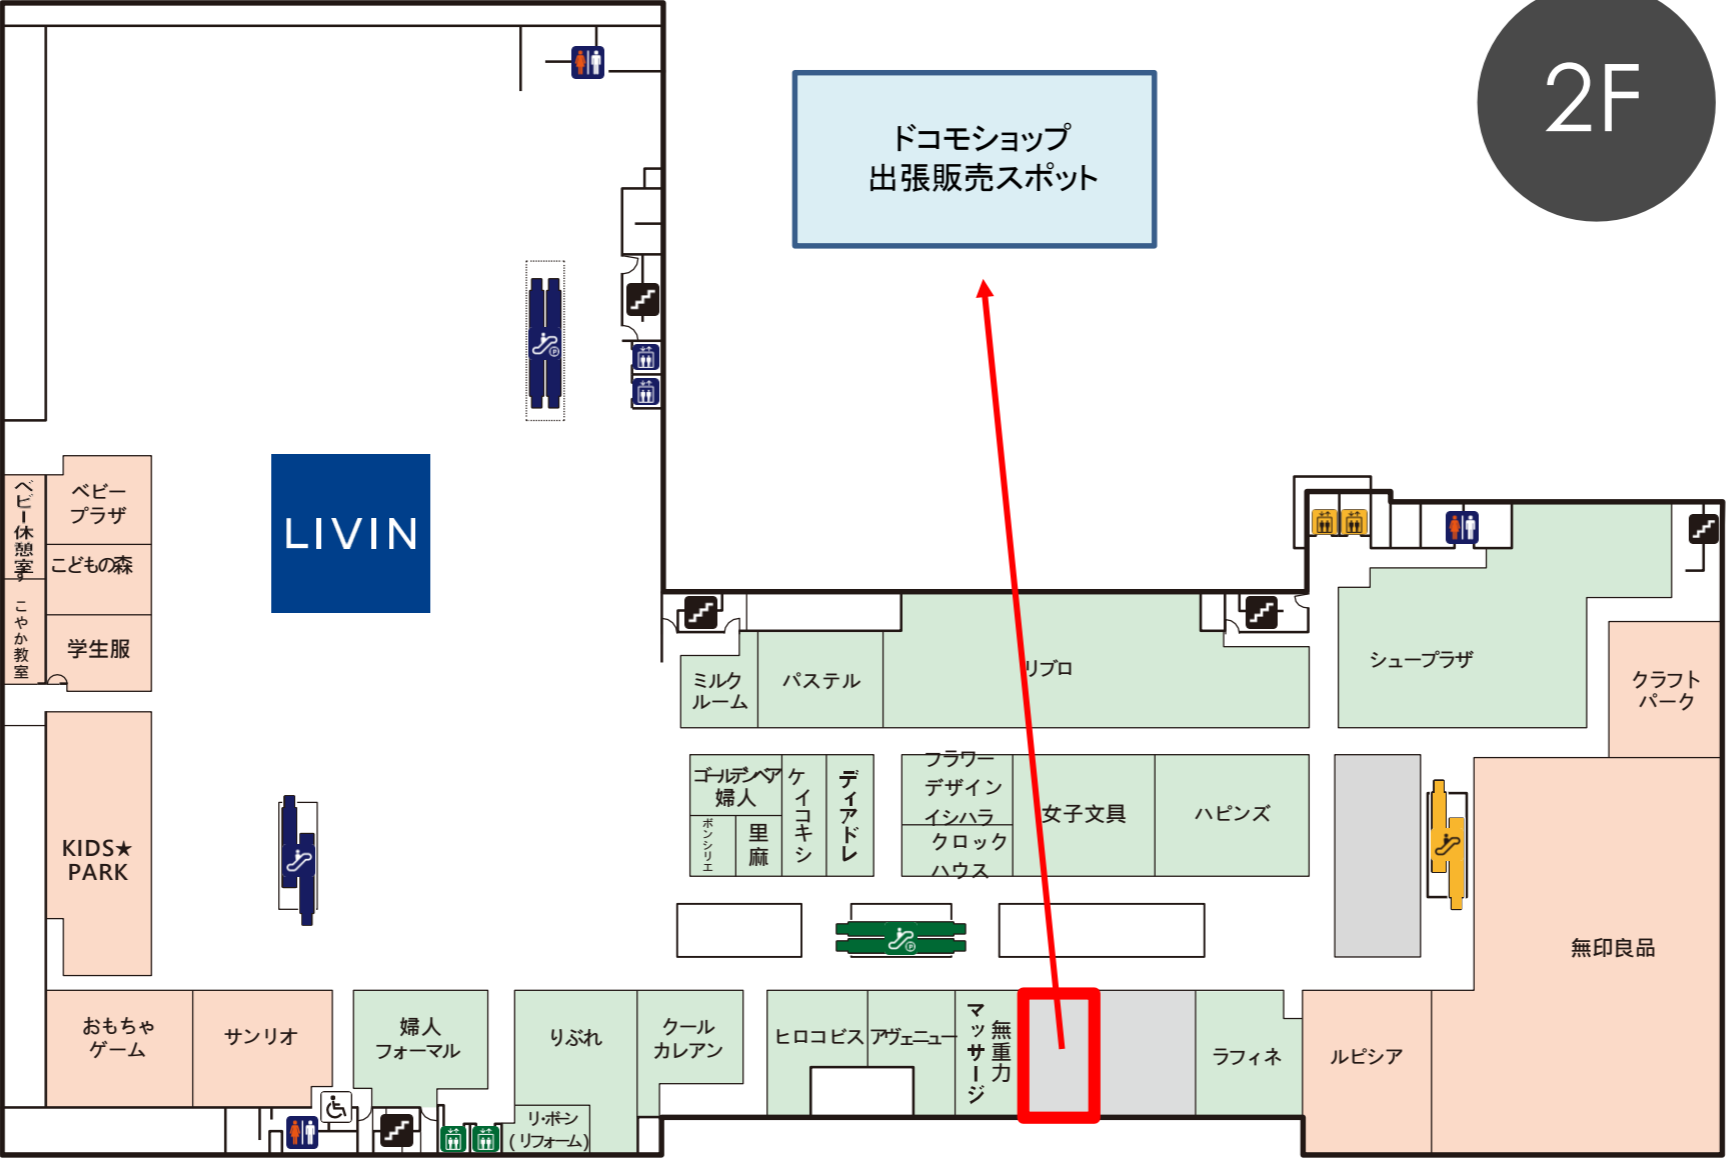 2F
ドコモショップ
出張販売スポット
LIVIN
ベビー休憩室
ベビー
プラザ
こどもの森
すこやか教室
学生服
KIDS★
PARK
おもちゃ
ゲーム
サンリオ
婦人
フォーマル
りぶれ
クール
カレアン
リ・ボーン
(リフォーム)
ミルク
ルーム
パステル
リブロ
シュープラザ
クラフト
パーク
ゴールデンベア
婦人
ボンシリエ
里麻
ケイコキシ
ディアドレ
フラワー
デザイン
イシハラ
クロック
ハウス
女子文具
ハピンズ
無印良品
ヒロコビス
アヴェニュー
無重力
マッサージ
ラフィネ
ルピシア
P
P